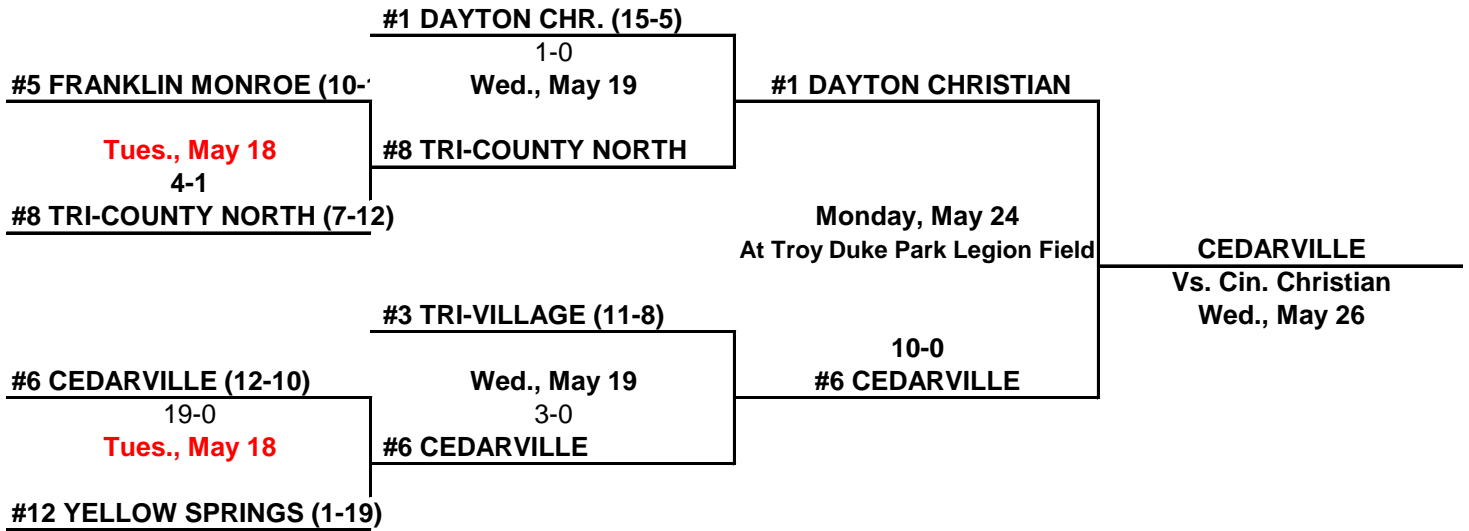 #1 DAYTON CHR. (15-5)
1-0
#5 FRANKLIN MONROE (10-
Wed., May 19
#1 DAYTON CHRISTIAN
Tues., May 18
#8 TRI-COUNTY NORTH
4-1
#8 TRI-COUNTY NORTH (7-12)
Monday, May 24
At Troy Duke Park Legion Field
CEDARVILLE
Vs. Cin. Christian
Wed., May 26
#3 TRI-VILLAGE (11-8)
10-0
#6 CEDARVILLE (12-10)
Wed., May 19
#6 CEDARVILLE
19-0
3-0
Tues., May 18
#6 CEDARVILLE
#12 YELLOW SPRINGS (1-19)